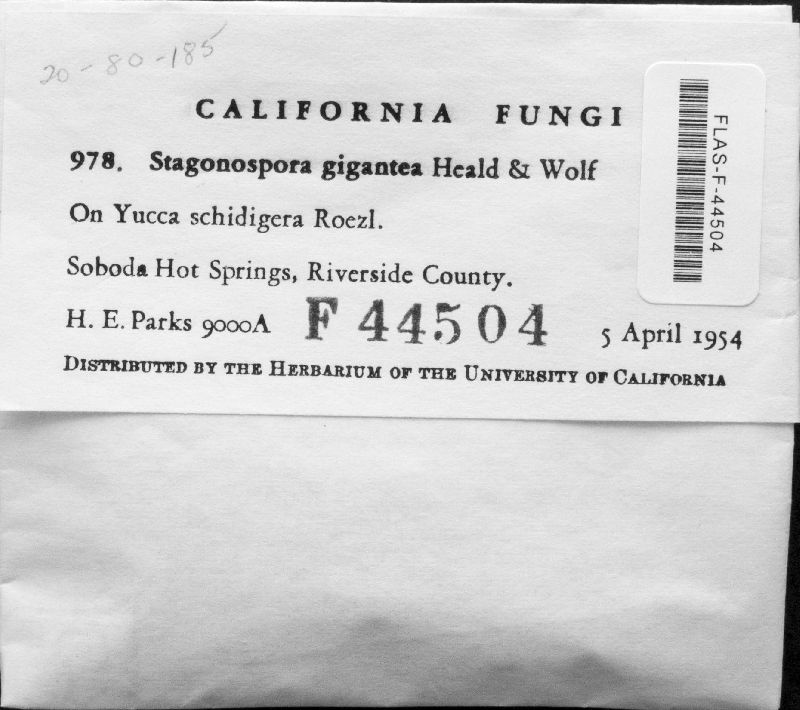 20-80-185
CALIFORNIA FUNGI
978. Stagonospora gigantea Heald & Wolf
On Yucca schidigera Roezl.
Soboda Hot Springs, Riverside County.
H. E. Parks 9000A F 44504 5 April 1954
DISTRIBUTED BY THE HERBARIUM OF THE UNIVERSITY OF CALIFORNIA
FLAS-F-44504